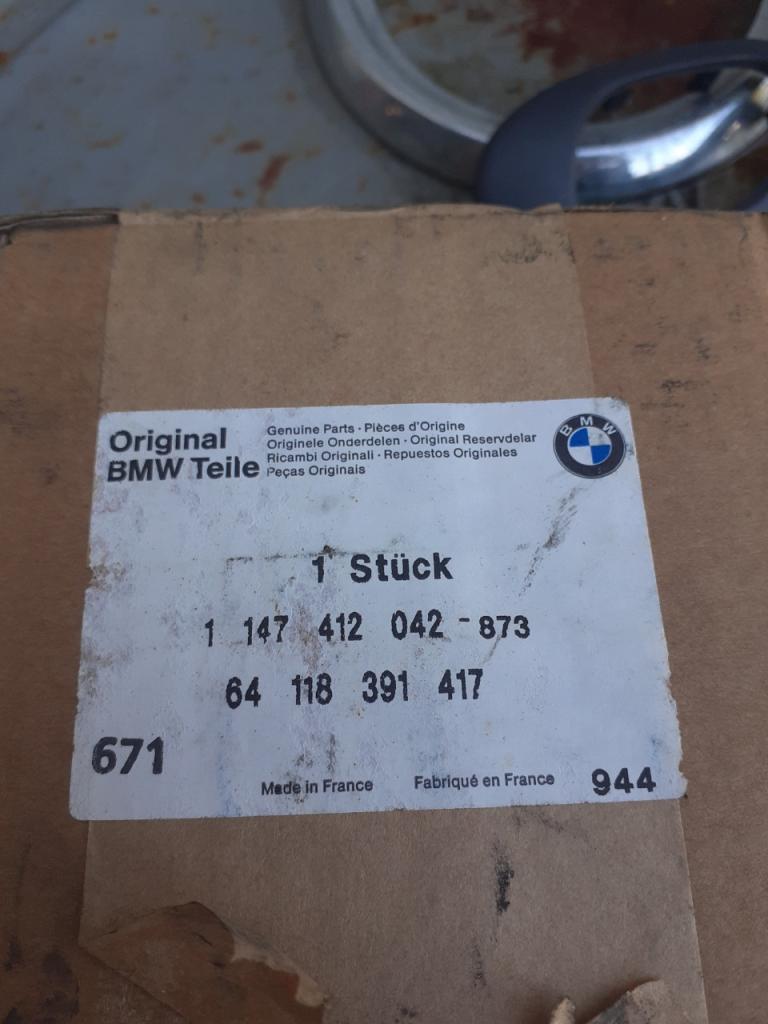 Original
BMW Teile
Genuine Parts · Pièces d'Origine
Originele Onderdelen · Original Reservdelar
Ricambi Originali · Repuestos Originales
Peças Originais
BMW
1 Stück
1 147 412 042 - 873
64 118 391 417
671
Made in France
Fabriqué en France
944